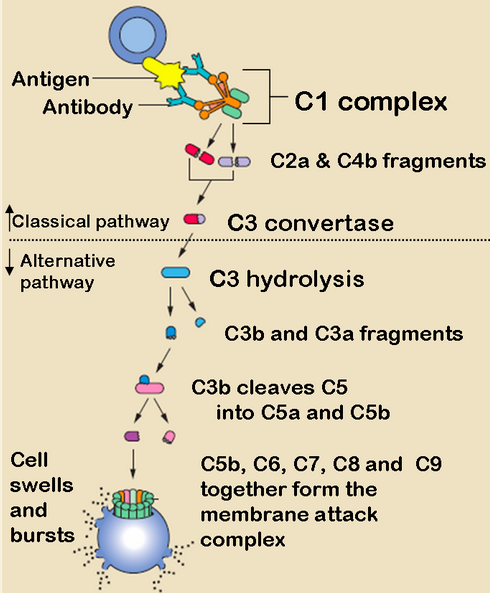 Antigen
Antibody
C1 complex
C2a & C4b fragments
Classical pathway
C3 convertase
Alternative
pathway
C3 hydrolysis
C3b and C3a fragments
C3b cleaves C5
into C5a and C5b
Cell
swells
and
bursts
C5b, C6, C7, C8 and C9
together form the
membrane attack
complex